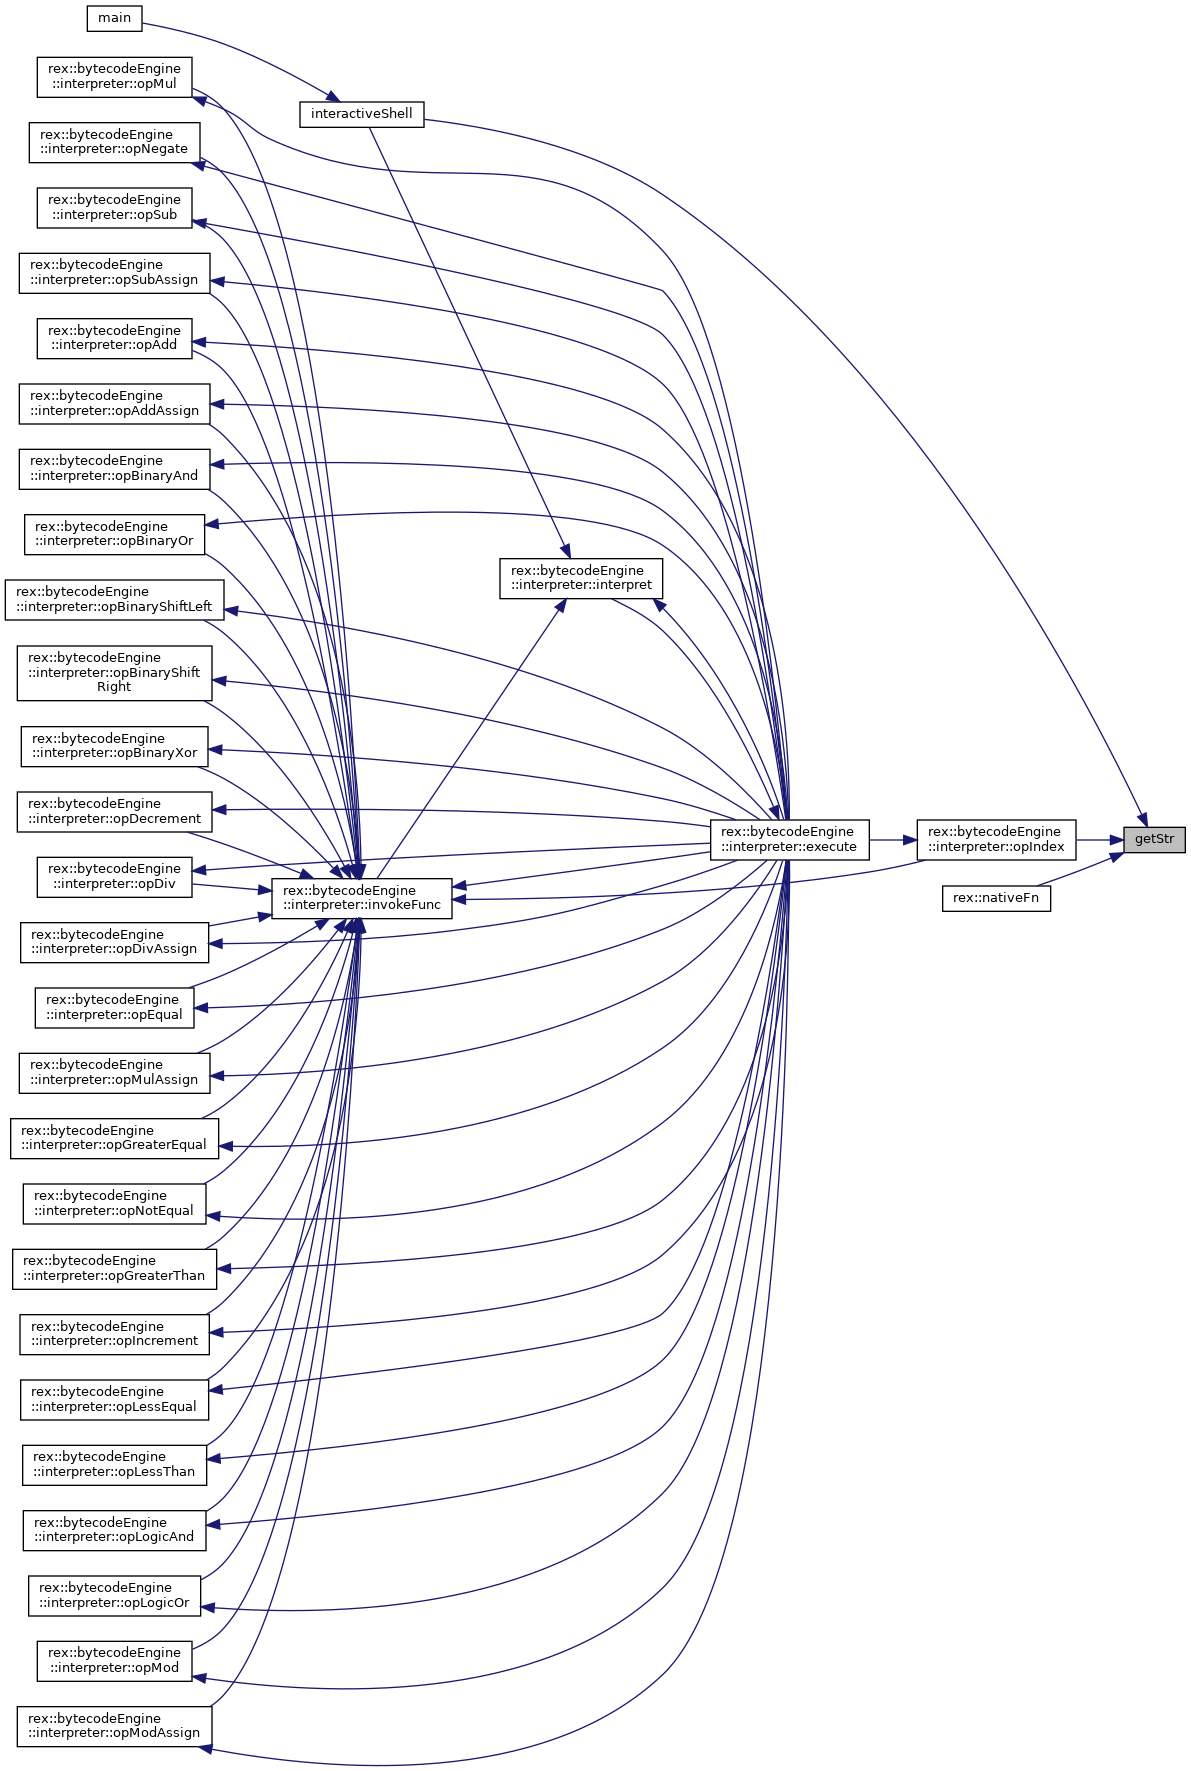 main
rex::bytecodeEngine
::interpreter::opMul
interactiveShell
rex::bytecodeEngine
::interpreter::opNegate
rex::bytecodeEngine
::interpreter::opSub
rex::bytecodeEngine
::interpreter::opSubAssign
rex::bytecodeEngine
::interpreter::opAdd
rex::bytecodeEngine
::interpreter::opAddAssign
rex::bytecodeEngine
::interpreter::opBinaryAnd
rex::bytecodeEngine
::interpreter::opBinaryOr
rex::bytecodeEngine
::interpreter::interpret
rex::bytecodeEngine
::interpreter::opBinaryShiftLeft
rex::bytecodeEngine
::interpreter::opBinaryShift
Right
rex::bytecodeEngine
::interpreter::opBinaryXor
rex::bytecodeEngine
::interpreter::opDecrement
rex::bytecodeEngine
::interpreter::execute
rex::bytecodeEngine
::interpreter::opIndex
getStr
rex::bytecodeEngine
::interpreter::opDiv
rex::bytecodeEngine
::interpreter::invokeFunc
rex::nativeFn
rex::bytecodeEngine
::interpreter::opDivAssign
rex::bytecodeEngine
::interpreter::opEqual
rex::bytecodeEngine
::interpreter::opMulAssign
rex::bytecodeEngine
::interpreter::opGreaterEqual
rex::bytecodeEngine
::interpreter::opNotEqual
rex::bytecodeEngine
::interpreter::opGreaterThan
rex::bytecodeEngine
::interpreter::opIncrement
rex::bytecodeEngine
::interpreter::opLessEqual
rex::bytecodeEngine
::interpreter::opLessThan
rex::bytecodeEngine
::interpreter::opLogicAnd
rex::bytecodeEngine
::interpreter::opLogicOr
rex::bytecodeEngine
::interpreter::opMod
rex::bytecodeEngine
::interpreter::opModAssign